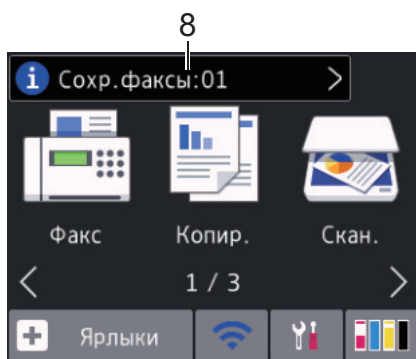 8
Сохр.факсы:01
Факс Копир. Скан.
1 / 3
Ярлыки